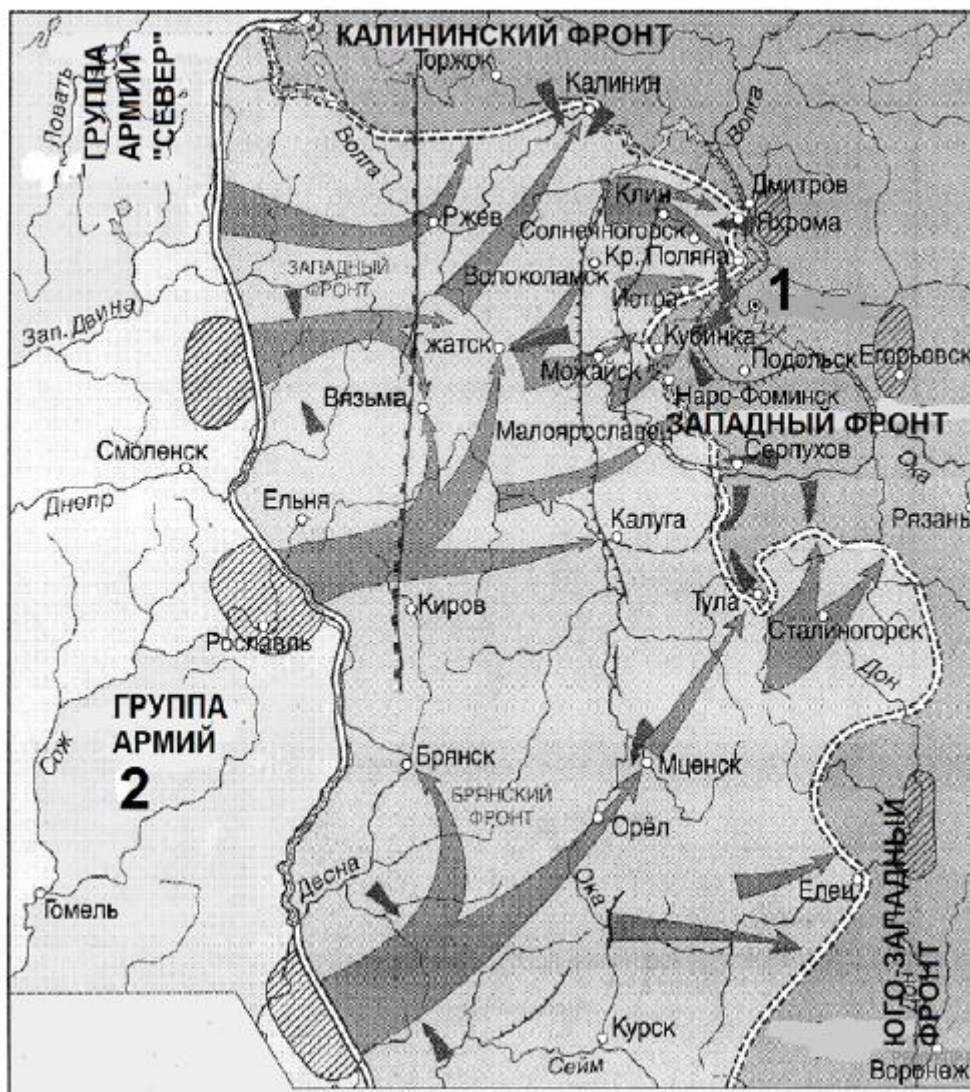 КАЛИНИНСКИЙ ФРОНТ
Торжок
Калинин
Ловать
ГРУППА
АРМИЙ
"СЕВЕР"
Волга
Волга
Дмитров
Клин
Яхрома
Ржев
Солнечногорск
Кр. Поляна
ЗАПАДНЫЙ
ФРОНТ
Волоколамск
1
Истра
Зап. Двина
Гжатск
Кубинка
Можайск
Подольск
Егорьевск
Наро-Фоминск
Вязьма
Малоярославец
ЗАПАДНЫЙ ФРОНТ
Смоленск
Серпухов
Ока
Днепр
Ельня
Калуга
Рязань
Киров
Тула
Рославль
Сталиногорск
Дон
ГРУППА
АРМИЙ
2
Сож
Брянск
Мценск
БРЯНСКИЙ
ФРОНТ
Орёл
Десна
Ока
Елец
Гомель
ЮГО-ЗАПАДНЫЙ
ФРОНТ
Дон
Курск
Сейм
Воронеж